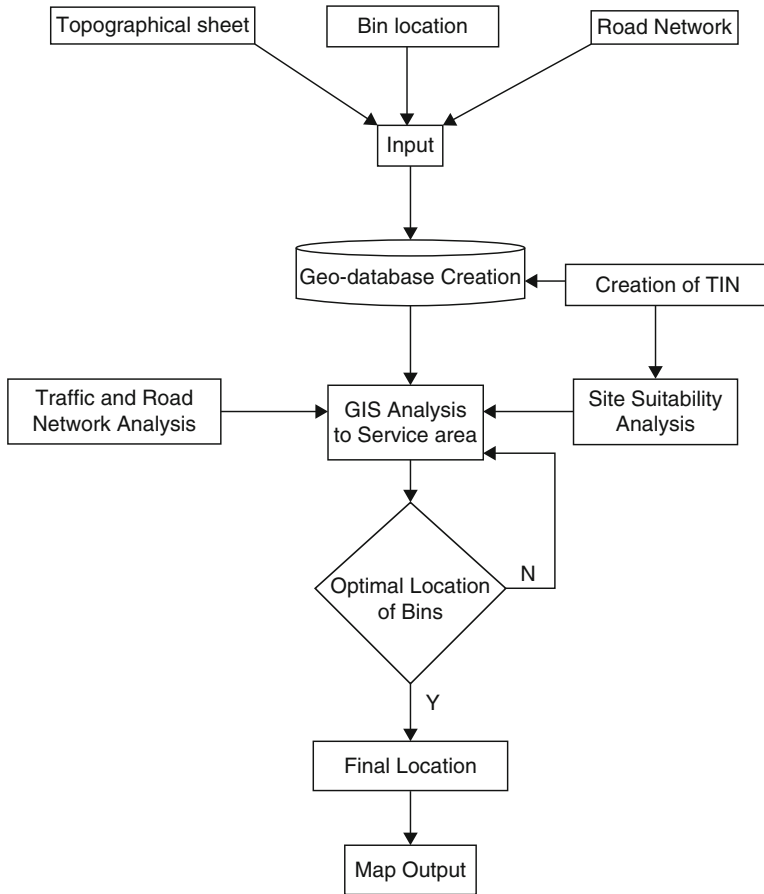 Topographical sheet
Bin location
Road Network
Input
Geo-database Creation
Creation of TIN
Traffic and Road
Network Analysis
GIS Analysis
to Service area
Site Suitability
Analysis
Optimal Location
of Bins
N
Y
Final Location
Map Output